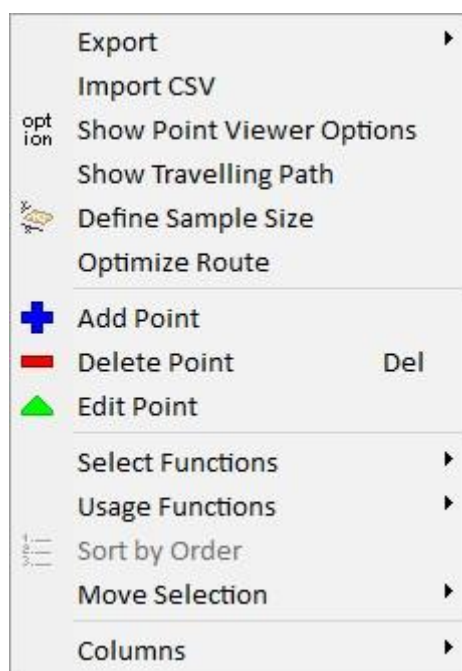 Export
Import CSV
opt
ion
Show Point Viewer Options
Show Travelling Path
Define Sample Size
Optimize Route
Add Point
Delete Point Del
Edit Point
Select Functions
Usage Functions
Sort by Order
Move Selection
Columns